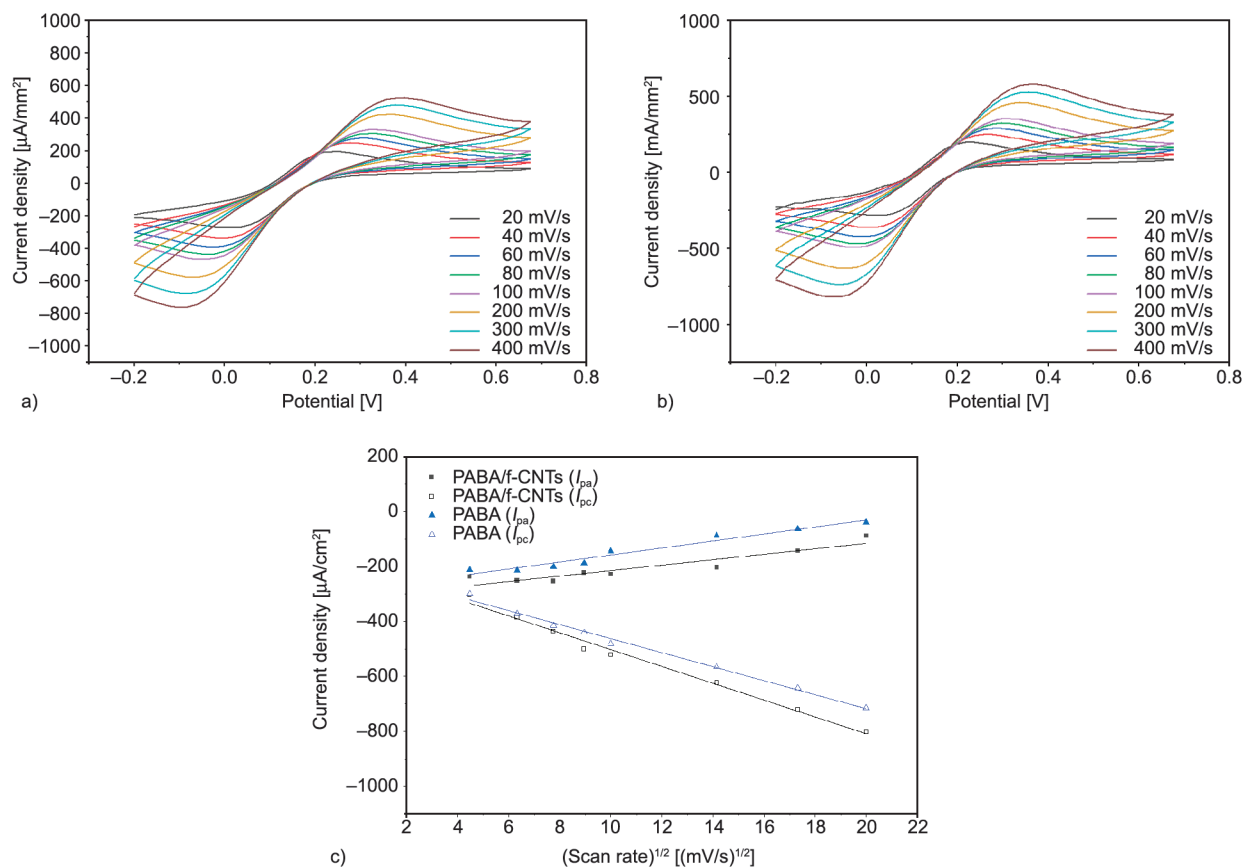 1000
800
600
400
200
0
–200
–400
–600
–800
–1000
Current density [µA/mm²]
20 mV/s
40 mV/s
60 mV/s
80 mV/s
100 mV/s
200 mV/s
300 mV/s
400 mV/s
–0.2 0.0 0.2 0.4 0.6 0.8
Potential [V]
a)
1000
500
0
–500
–1000
Current density [mA/mm²]
20 mV/s
40 mV/s
60 mV/s
80 mV/s
100 mV/s
200 mV/s
300 mV/s
400 mV/s
–0.2 0.0 0.2 0.4 0.6 0.8
Potential [V]
b)
200
0
–200
–400
–600
–800
–1000
Current density [µA/cm²]
PABA/f-CNTs (Ipa)
PABA/f-CNTs (Ipc)
PABA (Ipa)
PABA (Ipc)
2 4 6 8 10 12 14 16 18 20 22
(Scan rate)1/2 [(mV/s)1/2]
c)